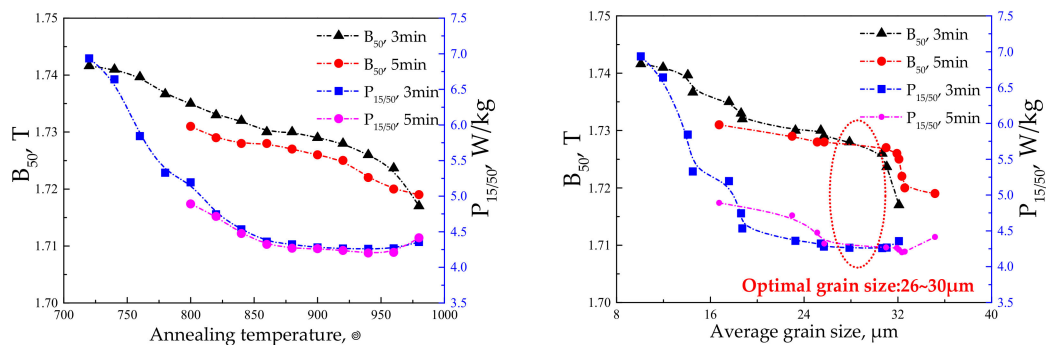 B50, T
1.75
1.74
1.73
1.72
1.71
1.70
700 750 800 850 900 950 1000
Annealing temperature, ๑
7.5
7.0
6.5
6.0
5.5
5.0
4.5
4.0
3.5
P15/50, W/kg
B50, 3min
B50, 5min
P15/50, 3min
P15/50, 5min
B50, T
1.75
1.74
1.73
1.72
1.71
1.70
8 16 24 32 40
Average grain size, μm
7.5
7.0
6.5
6.0
5.5
5.0
4.5
4.0
3.5
P15/50, W/kg
B50, 3min
B50, 5min
P15/50, 3min
P15/50, 5min
Optimal grain size:26~30μm